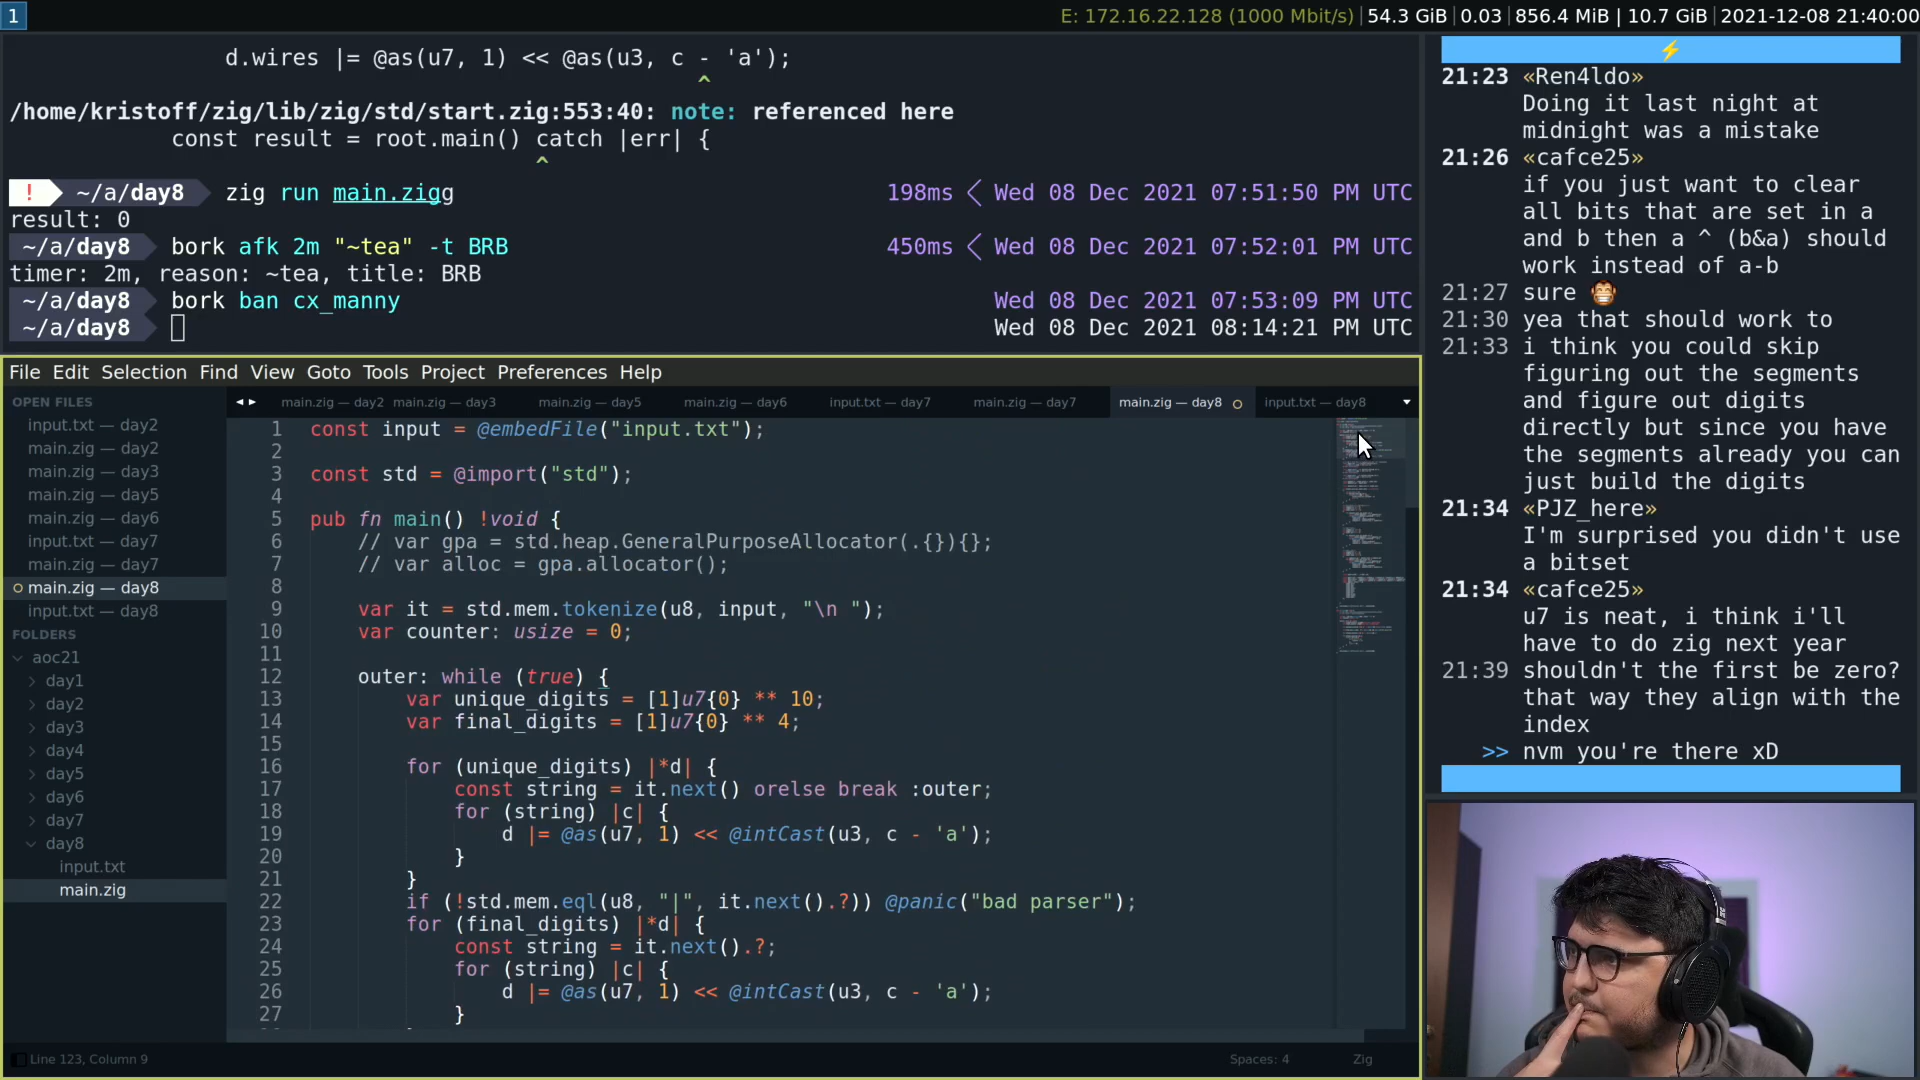 1
E: 172.16.22.128 (1000 Mbit/s) | 54.3 GiB | 0.03 | 856.4 MiB | 10.7 GiB | 2021-12-08 21:40:00
d.wires |= @as(u7, 1) << @as(u3, c - 'a');
^
/home/kristoff/zig/lib/zig/std/start.zig:553:40: note: referenced here
const result = root.main() catch |err| {
^
! ~/a/day8 zig run main.zigg 198ms < Wed 08 Dec 2021 07:51:50 PM UTC
result: 0
~/a/day8 bork afk 2m "~tea" -t BRB 450ms < Wed 08 Dec 2021 07:52:01 PM UTC
timer: 2m, reason: ~tea, title: BRB
~/a/day8 bork ban cx_manny Wed 08 Dec 2021 07:53:09 PM UTC
~/a/day8 Wed 08 Dec 2021 08:14:21 PM UTC
File Edit Selection Find View Goto Tools Project Preferences Help
OPEN FILES
input.txt — day2
main.zig — day2
main.zig — day3
main.zig — day5
main.zig — day6
input.txt — day7
main.zig — day7
main.zig — day8
input.txt — day8
FOLDERS
aoc21
day1
day2
day3
day4
day5
day6
day7
day8
input.txt
main.zig
main.zig — day2 main.zig — day3 main.zig — day5 main.zig — day6 input.txt — day7 main.zig — day7 main.zig — day8 input.txt — day8
1 const input = @embedFile("input.txt");
2
3 const std = @import("std");
4
5 pub fn main() !void {
6 // var gpa = std.heap.GeneralPurposeAllocator(.{}){};
7 // var alloc = gpa.allocator();
8
9 var it = std.mem.tokenize(u8, input, "\n ");
10 var counter: usize = 0;
11
12 outer: while (true) {
13 var unique_digits = [1]u7{0} ** 10;
14 var final_digits = [1]u7{0} ** 4;
15
16 for (unique_digits) |*d| {
17 const string = it.next() orelse break :outer;
18 for (string) |c| {
19 d |= @as(u7, 1) << @intCast(u3, c - 'a');
20 }
21 }
22 if (!std.mem.eql(u8, "|", it.next().?)) @panic("bad parser");
23 for (final_digits) |*d| {
24 const string = it.next().?;
25 for (string) |c| {
26 d |= @as(u7, 1) << @intCast(u3, c - 'a');
27 }
Line 123, Column 9
Spaces: 4 Zig
⚡
21:23 «Ren4ldo»
Doing it last night at
midnight was a mistake
21:26 «cafce25»
if you just want to clear
all bits that are set in a
and b then a ^ (b&a) should
work instead of a-b
21:27 sure
21:30 yea that should work to
21:33 i think you could skip
figuring out the segments
and figure out digits
directly but since you have
the segments already you can
just build the digits
21:34 «PJZ_here»
I'm surprised you didn't use
a bitset
21:34 «cafce25»
u7 is neat, i think i'll
have to do zig next year
21:39 shouldn't the first be zero?
that way they align with the
index
>> nvm you're there xD